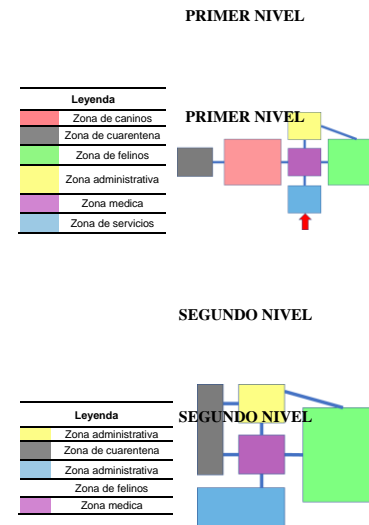 PRIMER NIVEL
Leyenda
Zona de caninos
Zona de cuarentena
Zona de felinos
Zona administrativa
Zona medica
Zona de servicios
PRIMER NIVEL
SEGUNDO NIVEL
Leyenda
Zona administrativa
Zona de cuarentena
Zona administrativa
Zona de felinos
Zona medica
SEGUNDO NIVEL